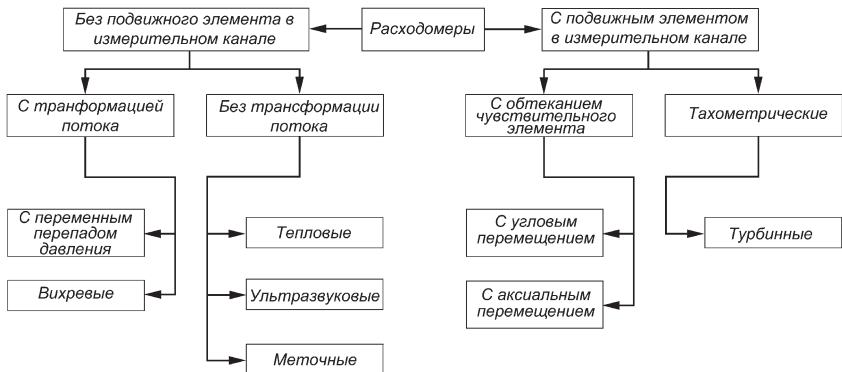 Без подвижного элемента в
измерительном канале
Расходомеры
С подвижным элементом
в измерительном канале
С транформацией
потока
Без трансформации
потока
С обтеканием
чувствительного
элемента
Тахометрические
С переменным
перепадом
давления
Тепловые
С угловым
перемещением
Турбинные
Вихревые
Ультразвуковые
С аксиальным
перемещением
Меточные